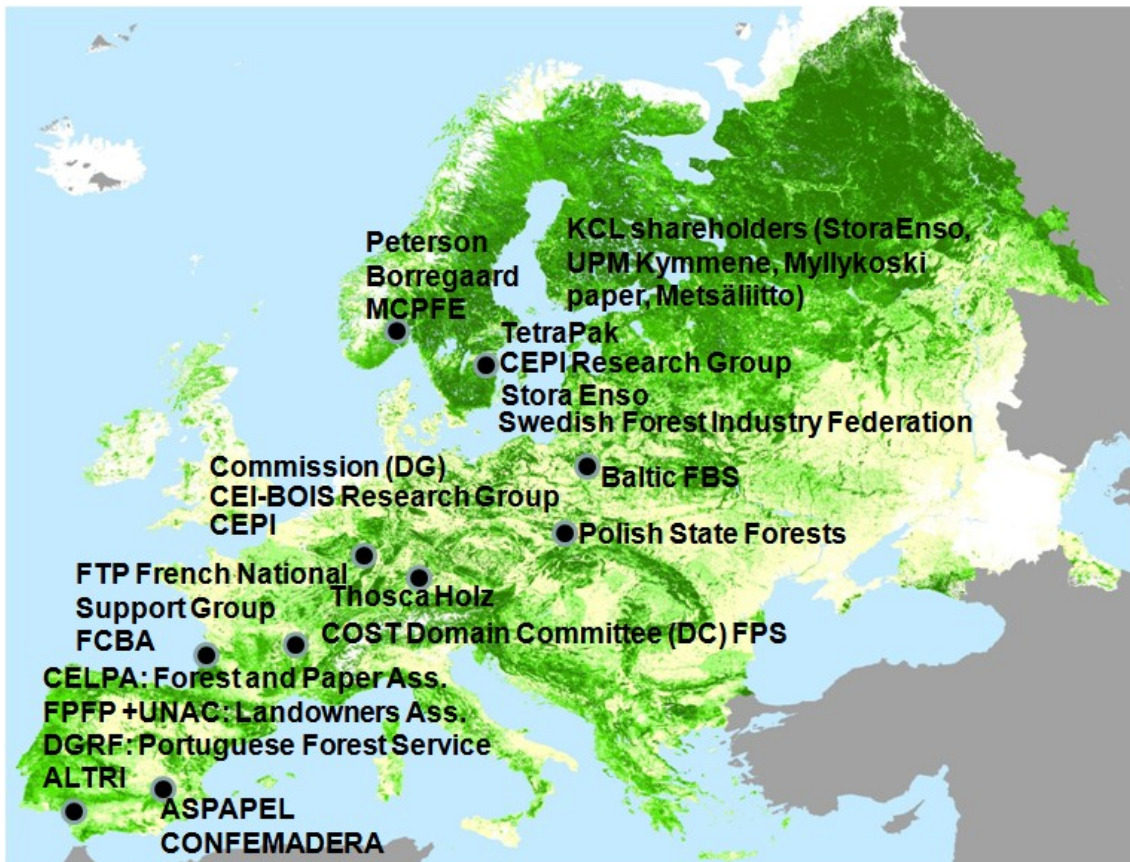 Peterson
Borregaard
MCPFE
KCL shareholders (StoraEnso,
UPM Kymmene, Myllykoski
paper, Metsäliitto)
TetraPak
CEPI Research Group
Stora Enso
Swedish Forest Industry Federation
Baltic FBS
Commission (DG)
CEI-BOIS Research Group
CEPI
Polish State Forests
FTP French National
Support Group
FCBA
Thosca Holz
COST Domain Committee (DC) FPS
CELPA: Forest and Paper Ass.
FPFP +UNAC: Landowners Ass.
DGRF: Portuguese Forest Service
ALTRI
ASPAPEL
CONFEMADERA